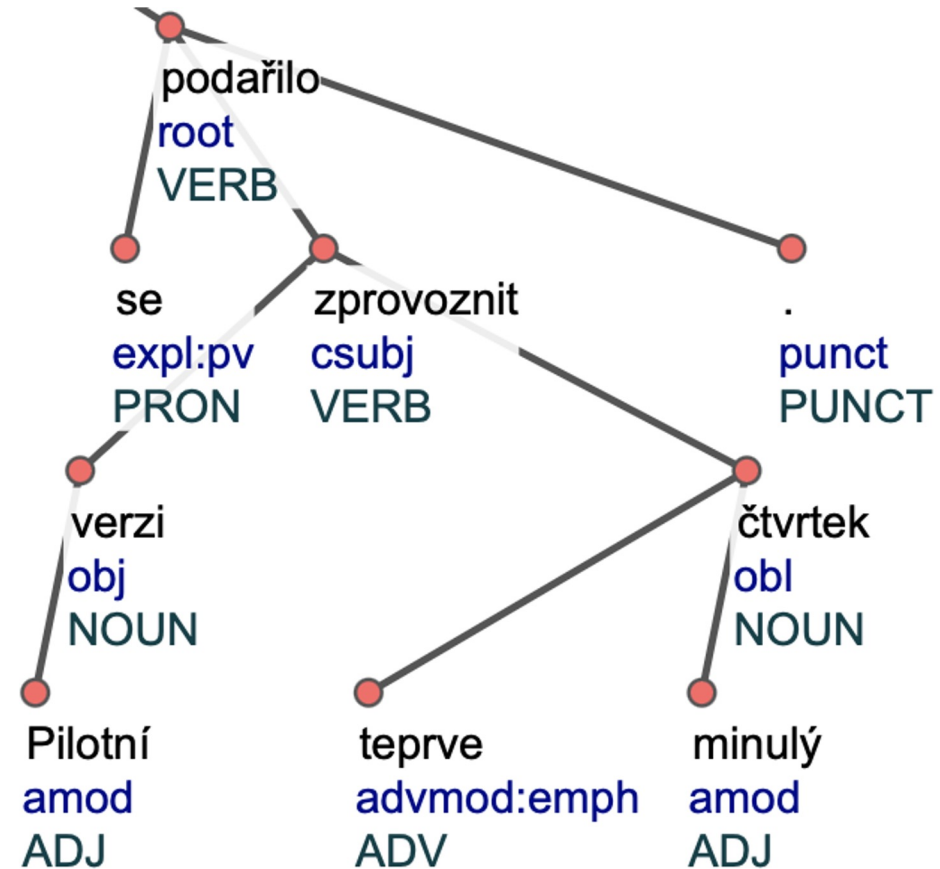 podařilo
root
VERB
se
expl:pv
PRON
zprovoznit
csubj
VERB
.
punct
PUNCT
verzi
obj
NOUN
čtvrtek
obl
NOUN
Pilotní
amod
ADJ
teprve
advmod:emph
ADV
minulý
amod
ADJ